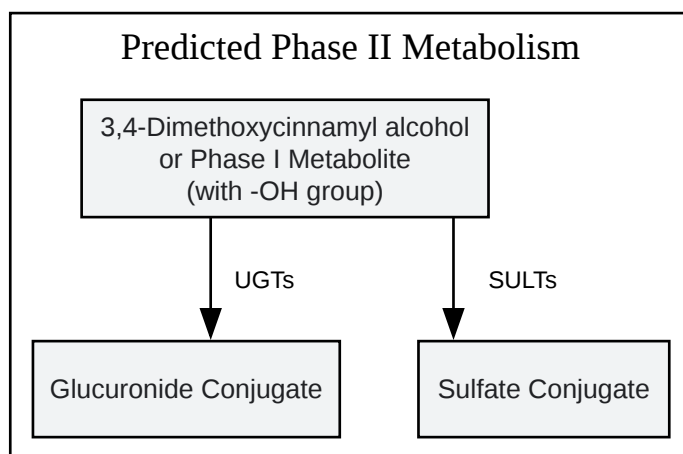 Predicted Phase II Metabolism
3,4-Dimethoxycinnamyl alcohol
or Phase I Metabolite
(with -OH group)
UGTs
SULTs
Glucuronide Conjugate
Sulfate Conjugate